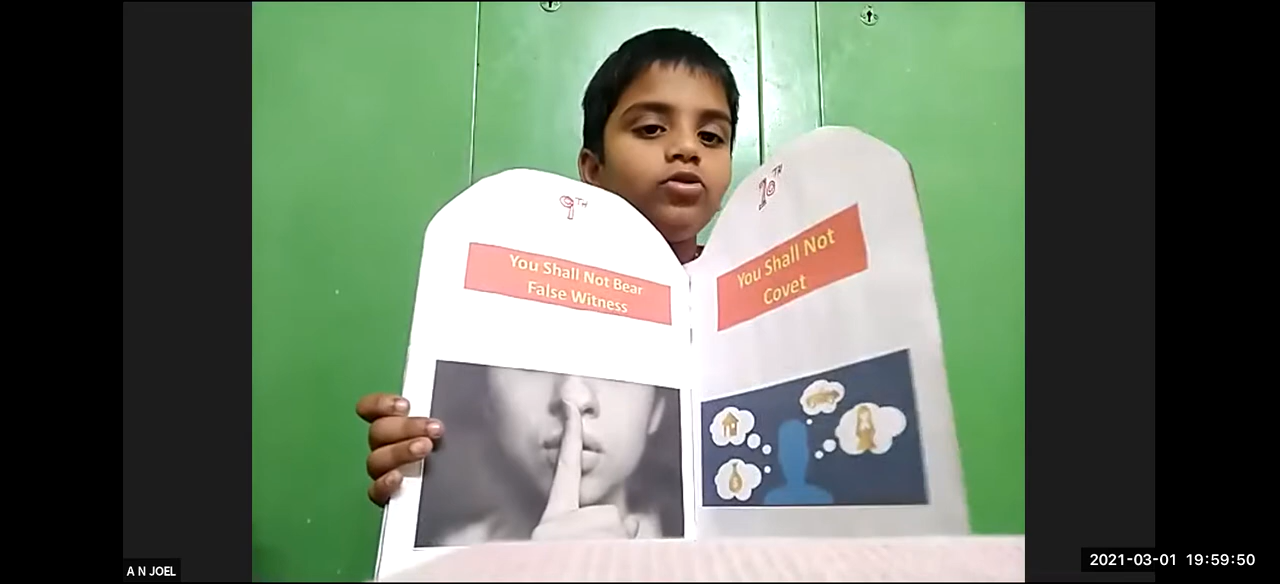 9TH
You Shall Not Bear
False Witness
10TH
You Shall Not
Covet
A N JOEL
2021-03-01 19:59:50